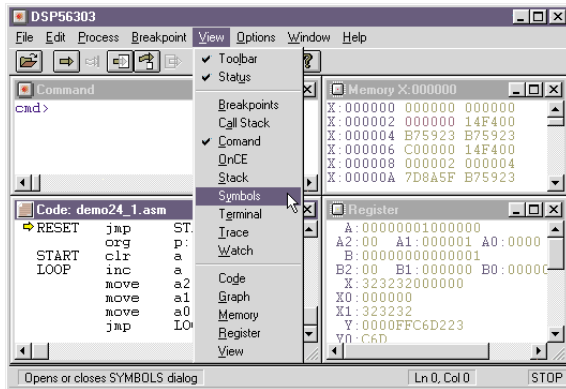 DSP56303
File Edit Process Breakpoint View Options Window Help
Toolbar
Status
Breakpoints
Call Stack
Comand
OnCE
Stack
Symbols
Terminal
Trace
Watch
Code
Graph
Memory
Register
View
Command
cmd>
Memory X:000000
X:000000 000000 000000
X:000002 000000 14F400
X:000004 B75923 B75923
X:000006 C00000 14F400
X:000008 000002 000004
X:00000A 7D8A5F B75923
Code: demo24_1.asm
RESET jmp ST
org p:
START clr a
LOOP inc a
move a2
move a1
move a0
jmp LO
Register
A:00000001000000
A2:00 A1:000001 A0:0000
B:00000000000001
B2:00 B1:000000 B0:0000
X:323232000000
X0:000000
X1:323232
Y:0000FFC6D223
Y0:C6D
Opens or closes SYMBOLS dialog
Ln 0, Col 0
STOP